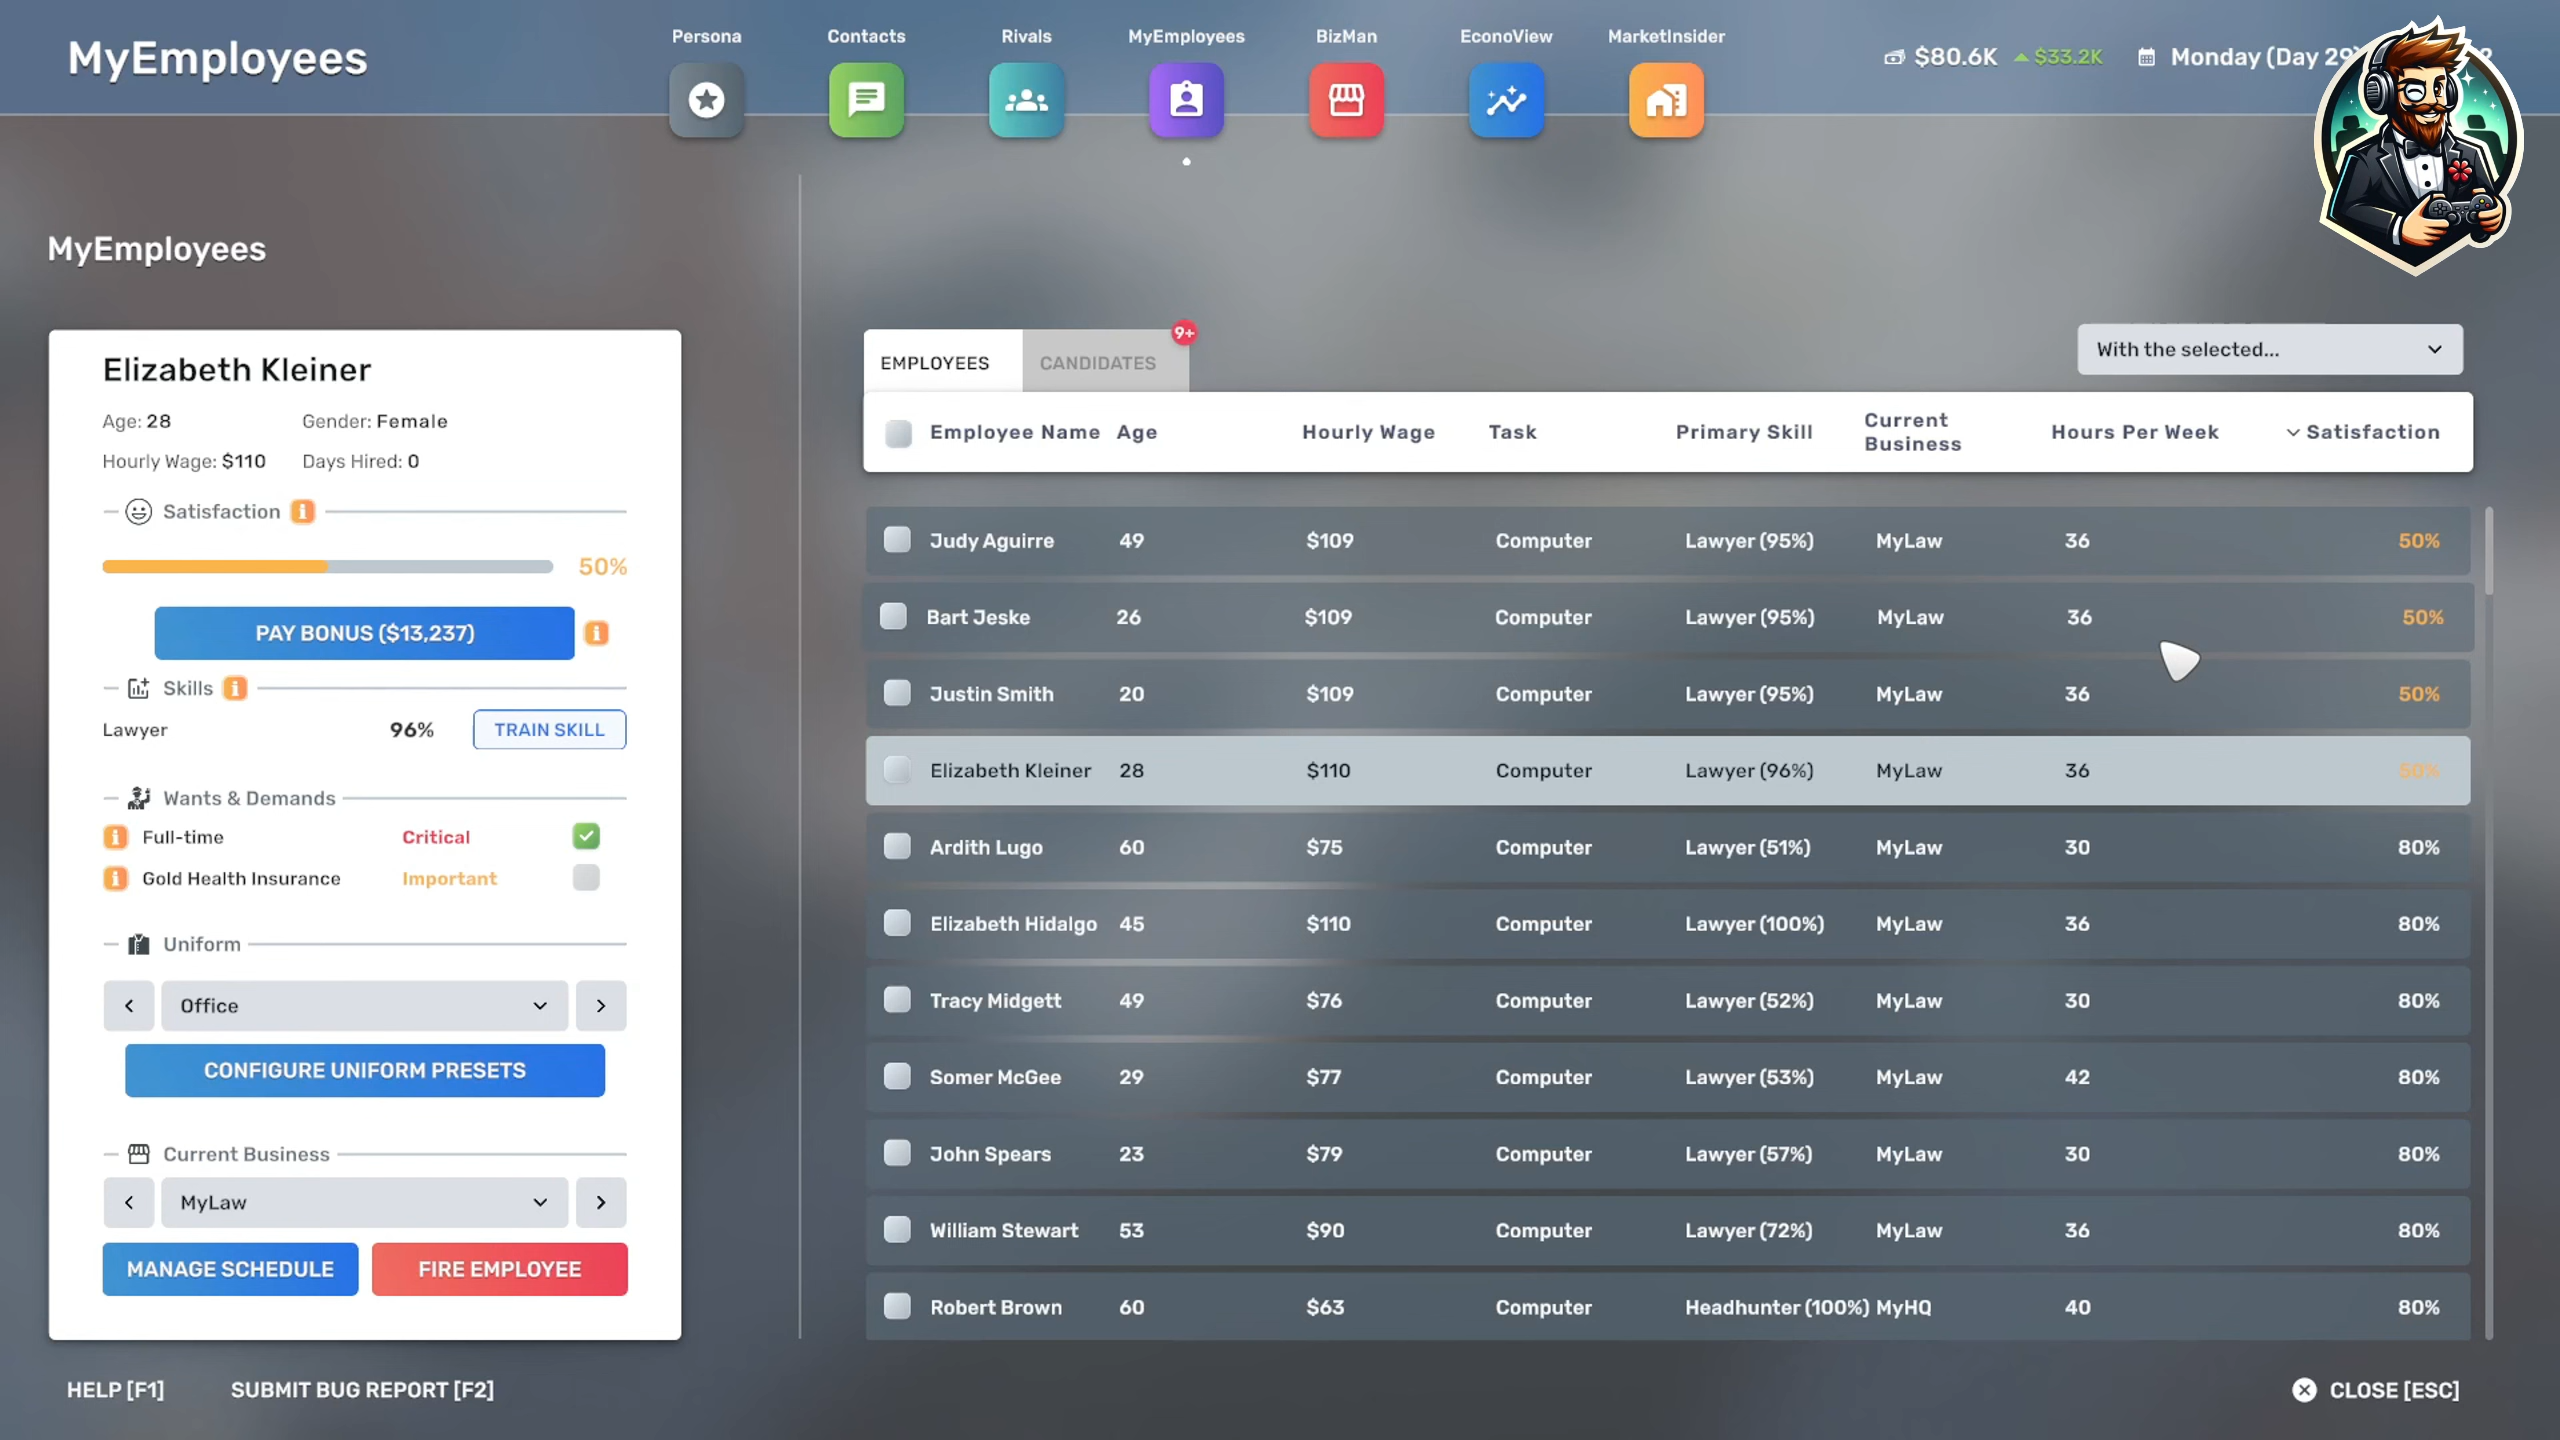 MyEmployees
Persona
Contacts
Rivals
MyEmployees
BizMan
EconoView
MarketInsider
$80.6K
$33.2K
Monday (Day 29
MyEmployees
Elizabeth Kleiner
Age: 28 Gender: Female
Hourly Wage: $110 Days Hired: 0
Satisfaction
50%
PAY BONUS ($13,237)
Skills
Lawyer 96% TRAIN SKILL
Wants & Demands
Full-time Critical
Gold Health Insurance Important
Uniform
Office
CONFIGURE UNIFORM PRESETS
Current Business
MyLaw
MANAGE SCHEDULE FIRE EMPLOYEE
EMPLOYEES CANDIDATES 9+
With the selected...
Employee Name Age Hourly Wage Task Primary Skill Current Business Hours Per Week Satisfaction
Judy Aguirre 49 $109 Computer Lawyer (95%) MyLaw 36 50%
Bart Jeske 26 $109 Computer Lawyer (95%) MyLaw 36 50%
Justin Smith 20 $109 Computer Lawyer (95%) MyLaw 36 50%
Elizabeth Kleiner 28 $110 Computer Lawyer (96%) MyLaw 36 50%
Ardith Lugo 60 $75 Computer Lawyer (51%) MyLaw 30 80%
Elizabeth Hidalgo 45 $110 Computer Lawyer (100%) MyLaw 36 80%
Tracy Midgett 49 $76 Computer Lawyer (52%) MyLaw 30 80%
Somer McGee 29 $77 Computer Lawyer (53%) MyLaw 42 80%
John Spears 23 $79 Computer Lawyer (57%) MyLaw 30 80%
William Stewart 53 $90 Computer Lawyer (72%) MyLaw 36 80%
Robert Brown 60 $63 Computer Headhunter (100%) MyHQ 40 80%
HELP [F1] SUBMIT BUG REPORT [F2]
CLOSE [ESC]